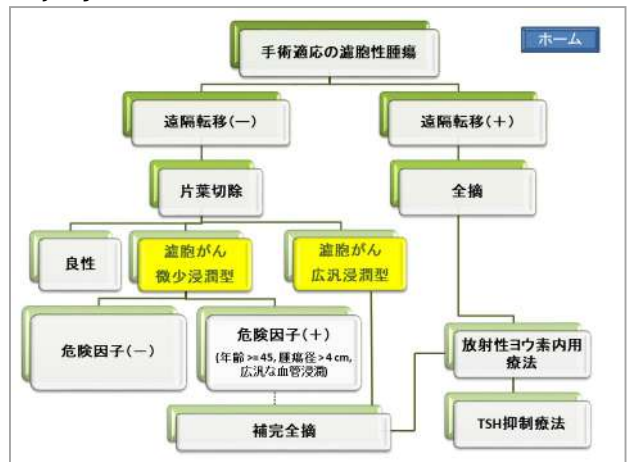 ホーム
手術適応の濾胞性腫瘍
遠隔転移(ー)
遠隔転移(+)
片葉切除
全摘
良性
濾胞がん
微少浸潤型
濾胞がん
広汎浸潤型
危険因子(ー)
危険因子(+)
(年齢>=45, 腫瘍径>4 cm,
広汎な血管浸潤)
放射性ヨウ素内用
療法
補完全摘
TSH抑制療法